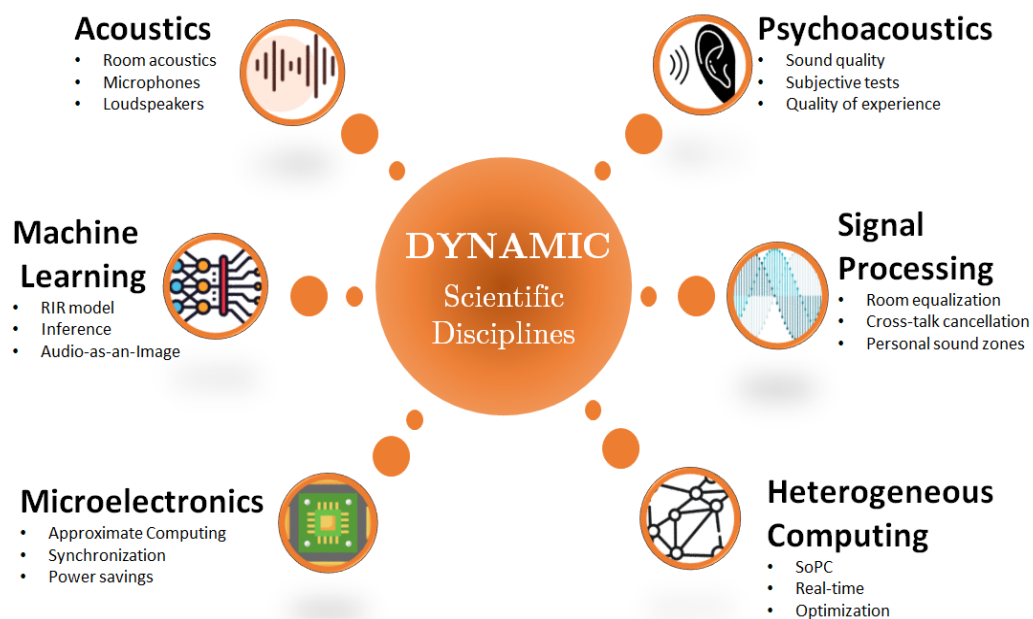 Acoustics
• Room acoustics
• Microphones
• Loudspeakers
Psychoacoustics
• Sound quality
• Subjective tests
• Quality of experience
DYNAMIC
Scientific
Disciplines
Machine
Learning
• RIR model
• Inference
• Audio-as-an-Image
Signal
Processing
• Room equalization
• Cross-talk cancellation
• Personal sound zones
Microelectronics
• Approximate Computing
• Synchronization
• Power savings
Heterogeneous
Computing
• SoPC
• Real-time
• Optimization